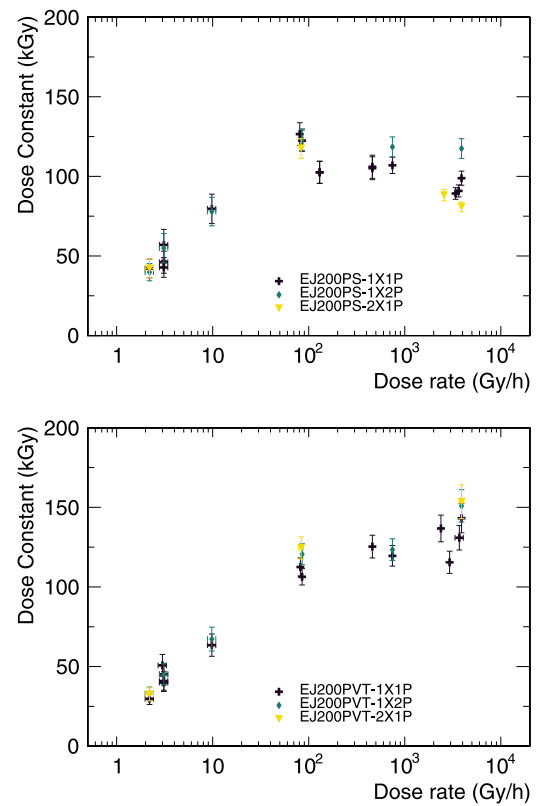 200
150
100
50
0
Dose Constant (kGy)
EJ200PS-1X1P
EJ200PS-1X2P
EJ200PS-2X1P
1 10 10² 10³ 10⁴
Dose rate (Gy/h)
200
150
100
50
0
Dose Constant (kGy)
EJ200PVT-1X1P
EJ200PVT-1X2P
EJ200PVT-2X1P
1 10 10² 10³ 10⁴
Dose rate (Gy/h)